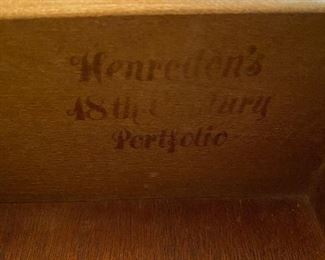 Henredon's
18th Century
Portfolio